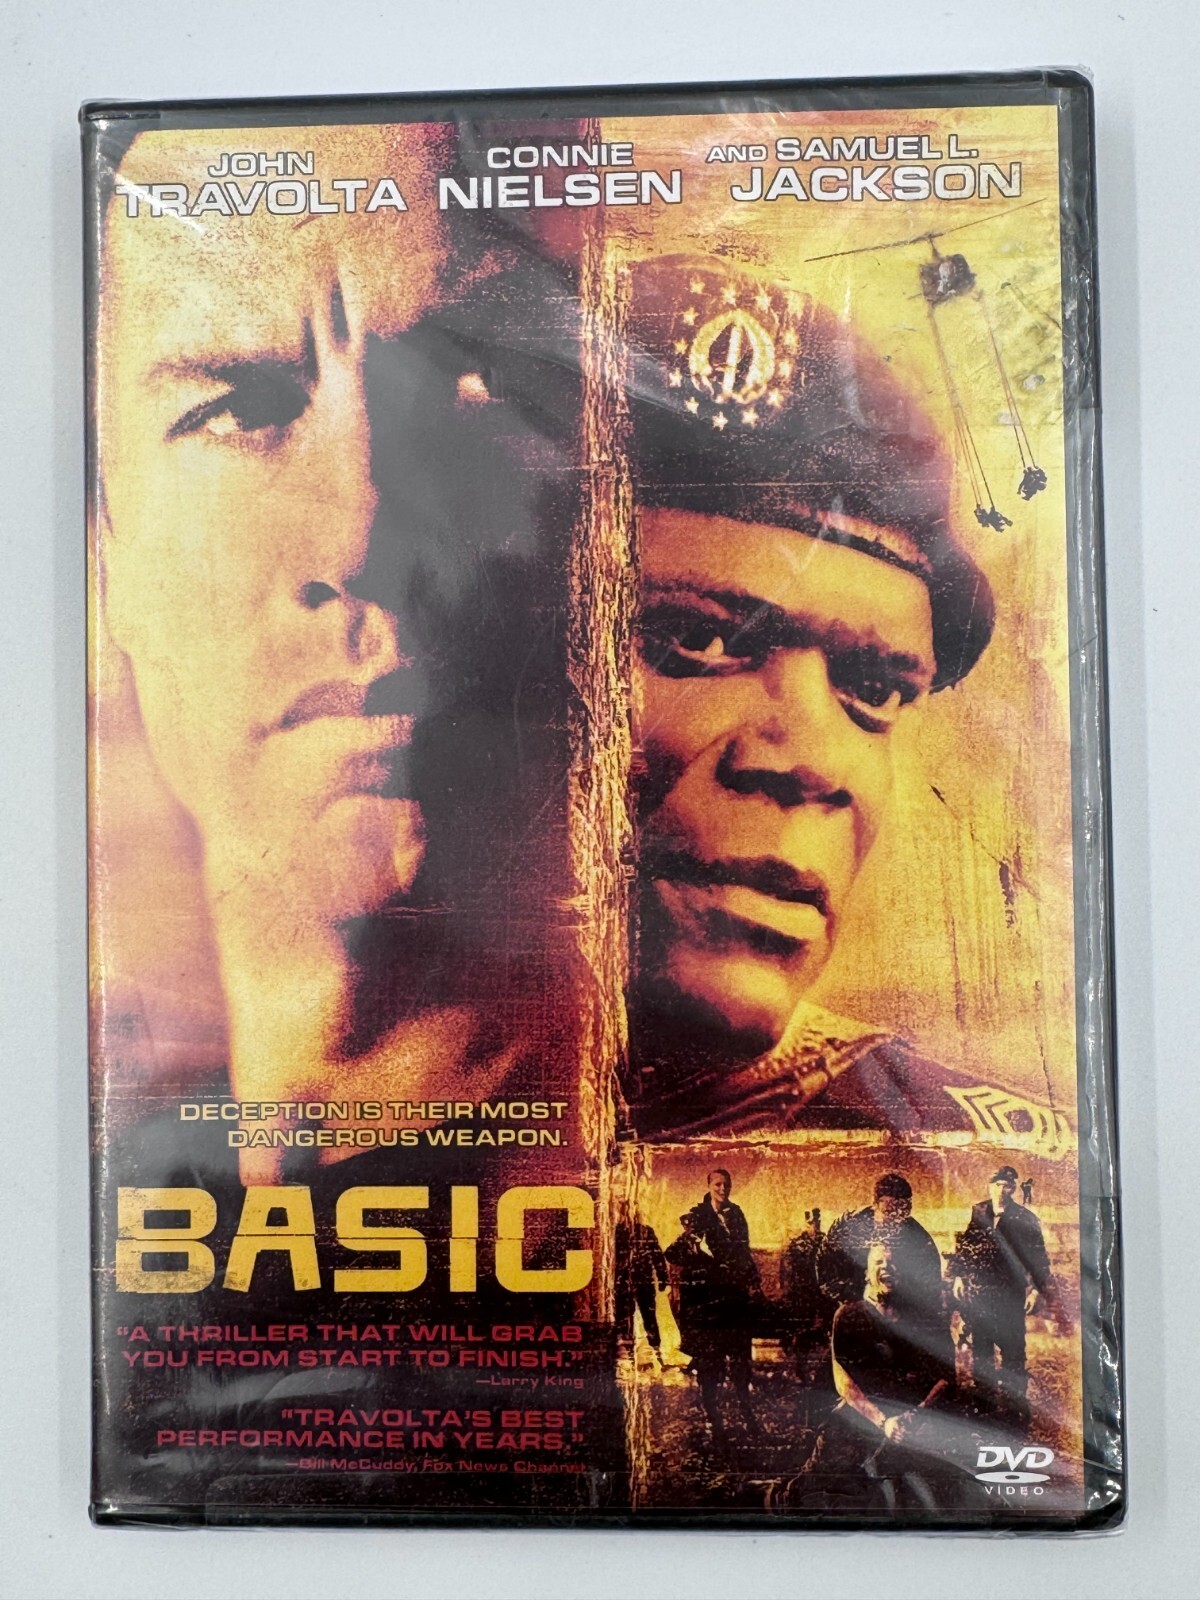 JOHN
TRAVOLTA
CONNIE
NIELSEN
AND SAMUEL L.
JACKSON
DECEPTION IS THEIR MOST
DANGEROUS WEAPON.
BASIC
"A THRILLER THAT WILL GRAB
YOU FROM START TO FINISH."
—Larry King
"TRAVOLTA'S BEST
PERFORMANCE IN YEARS."
—Bill McCuddy, Fox News Channel
DVD
VIDEO